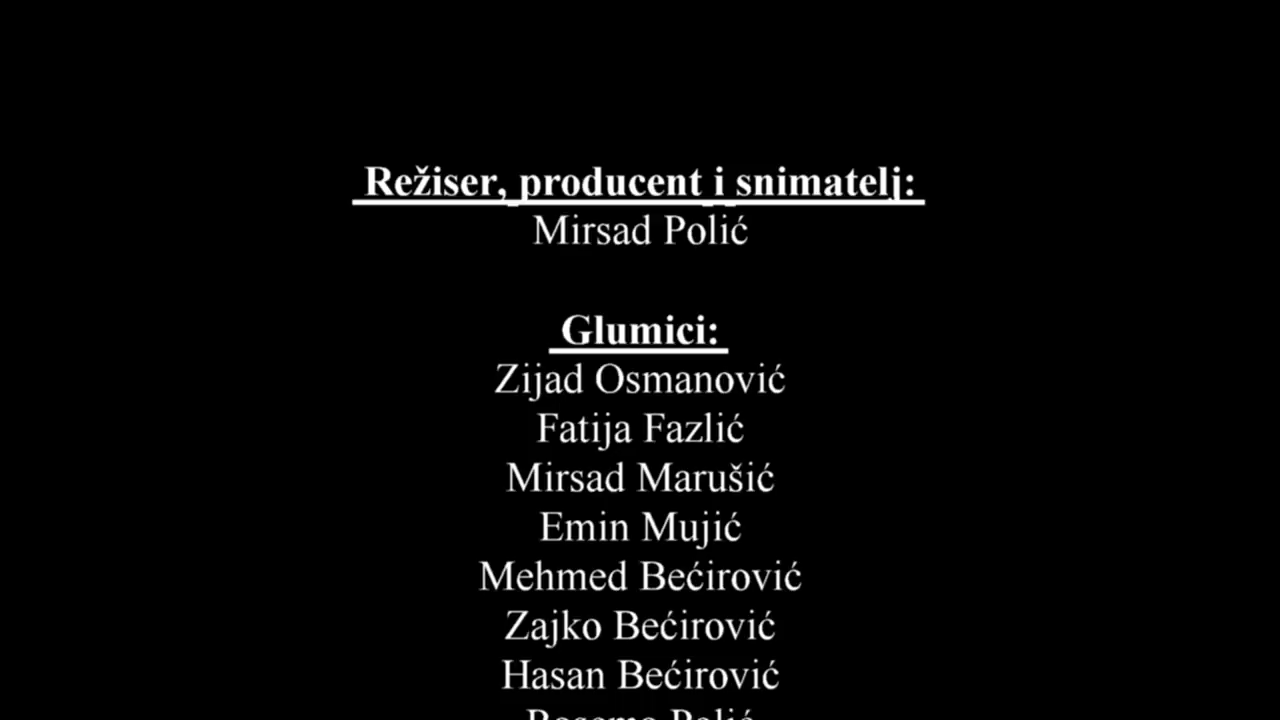 Režiser, producent i snimatelj:
Mirsad Polić
Glumici:
Zijad Osmanović
Fatija Fazlić
Mirsad Marušić
Emin Mujić
Mehmed Bećirović
Zajko Bećirović
Hasan Bećirović
Polić